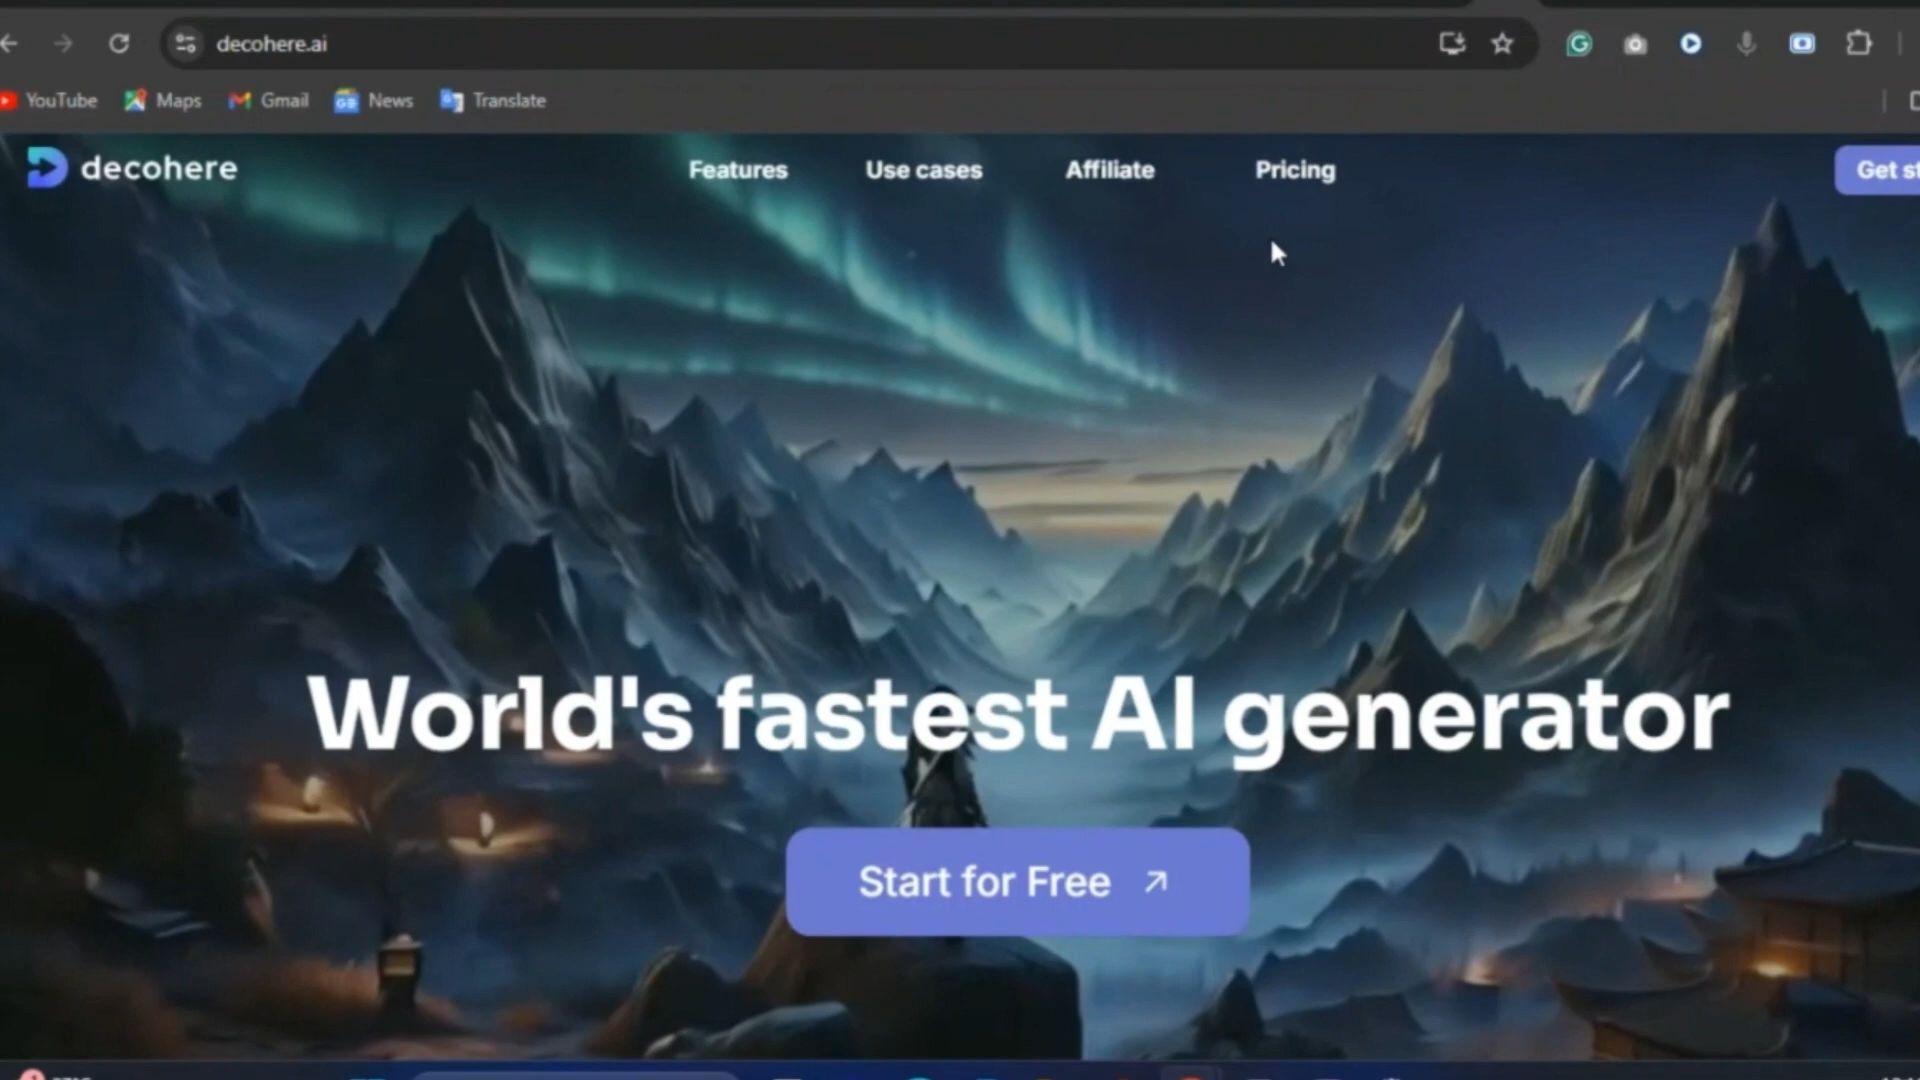 decohere.ai
YouTube Maps Gmail News Translate
decohere Features Use cases Affiliate Pricing Get
World's fastest AI generator
Start for Free